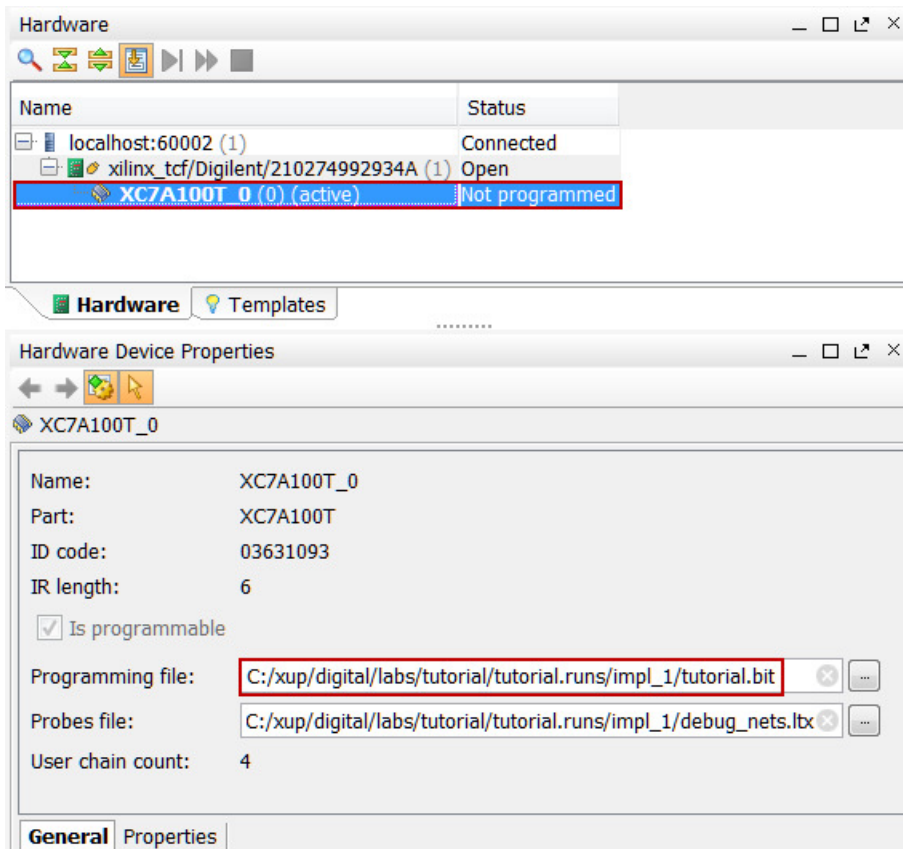 Hardware
Name Status
localhost:60002 (1) Connected
xilinx_tcf/Digilent/210274992934A (1) Open
XC7A100T_0 (0) (active) Not programmed
Hardware Templates
Hardware Device Properties
XC7A100T_0
Name: XC7A100T_0
Part: XC7A100T
ID code: 03631093
IR length: 6
Is programmable
Programming file: C:/xup/digital/labs/tutorial/tutorial.runs/impl_1/tutorial.bit ...
Probes file: C:/xup/digital/labs/tutorial/tutorial.runs/impl_1/debug_nets.ltx ...
User chain count: 4
General Properties